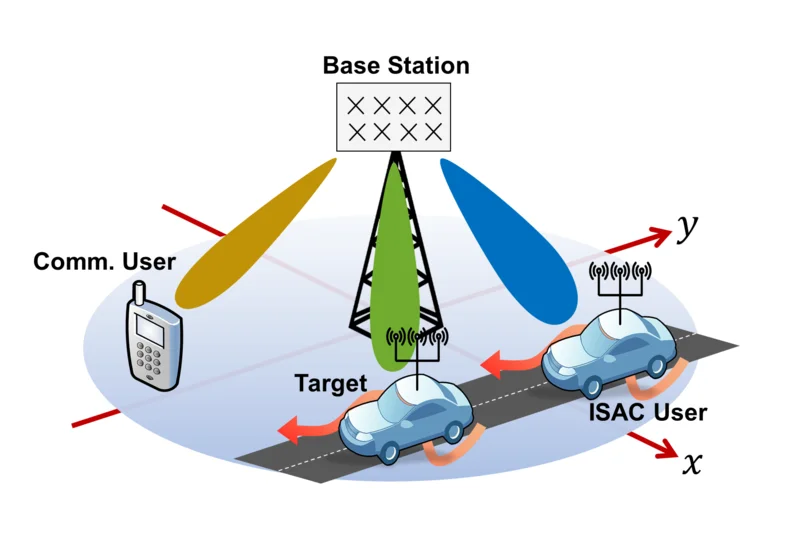 Base Station
y
Comm. User
Target
ISAC User
x